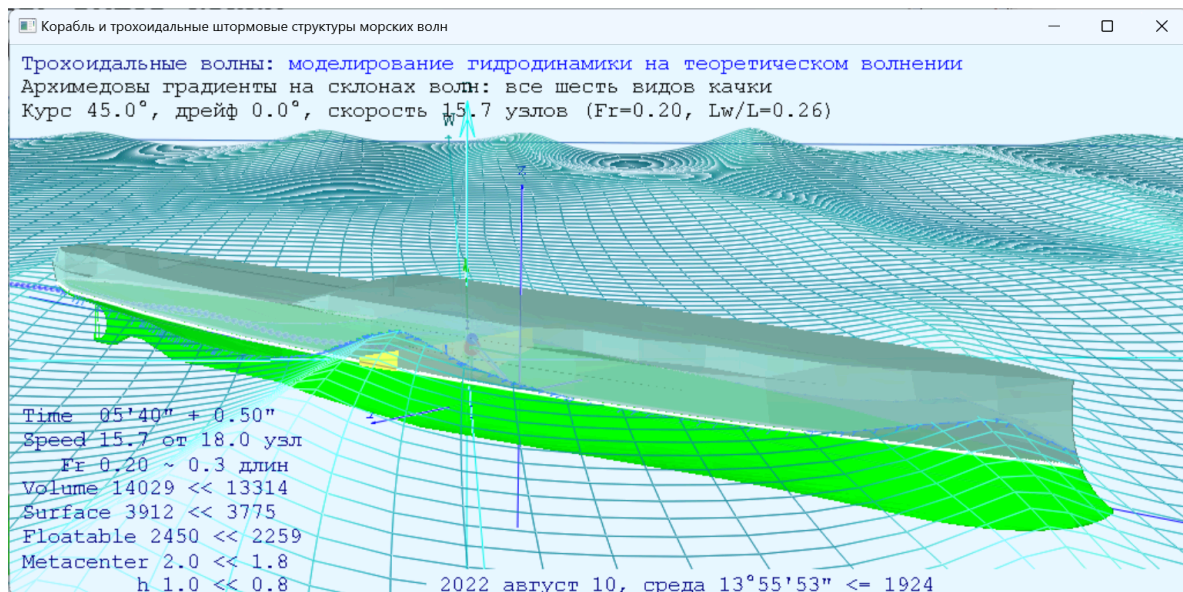 Корабль и трохоидальные штормовые структуры морских волн
Трохоидальные волны: моделирование гидродинамики на теоретическом волнении
Архимедовы градиенты на склонах волн: все шесть видов качки
Курс 45.0°, дрейф 0.0°, скорость 15.7 узлов (Fr=0.20, Lw/L=0.26)
W
z
Time 05'40" + 0.50"
Speed 15.7 от 18.0 узл
Fr 0.20 ~ 0.3 длин
Volume 14029 << 13314
Surface 3912 << 3775
Floatable 2450 << 2259
Metacenter 2.0 << 1.8
h 1.0 << 0.8
2022 август 10, среда 13°55'53" <= 1924